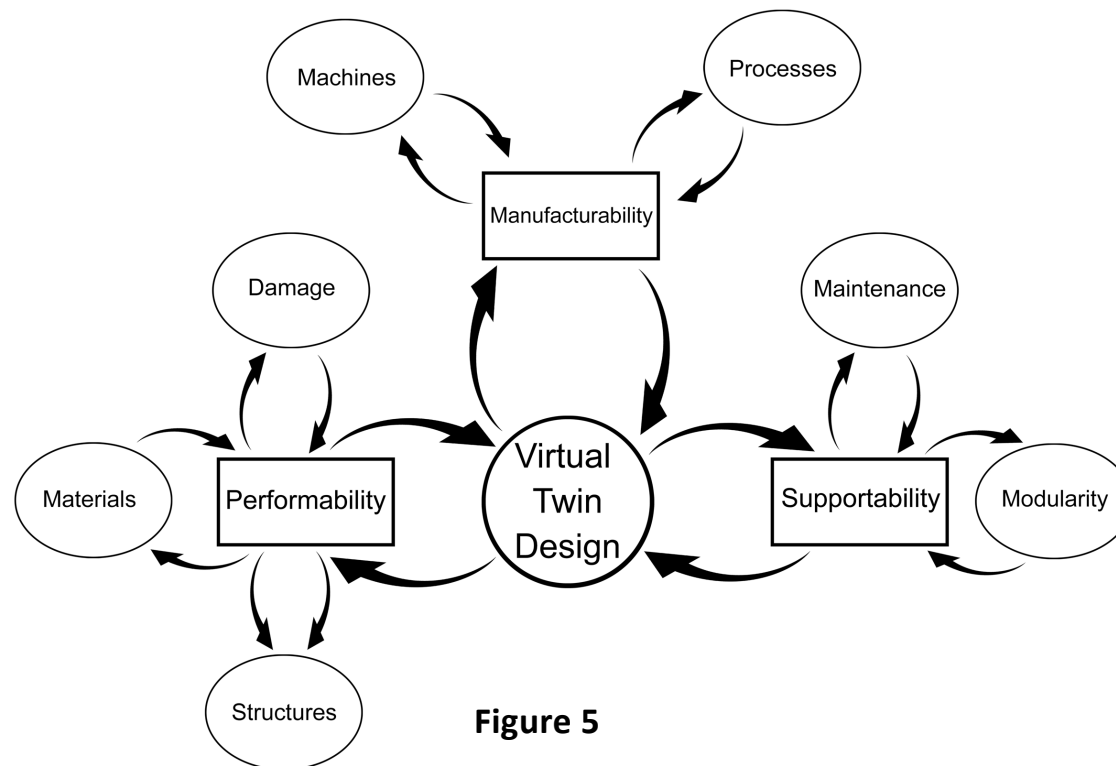 Machines
Processes
Manufacturability
Damage
Maintenance
Materials
Performability
Virtual
Twin
Design
Supportability
Modularity
Structures
Figure 5